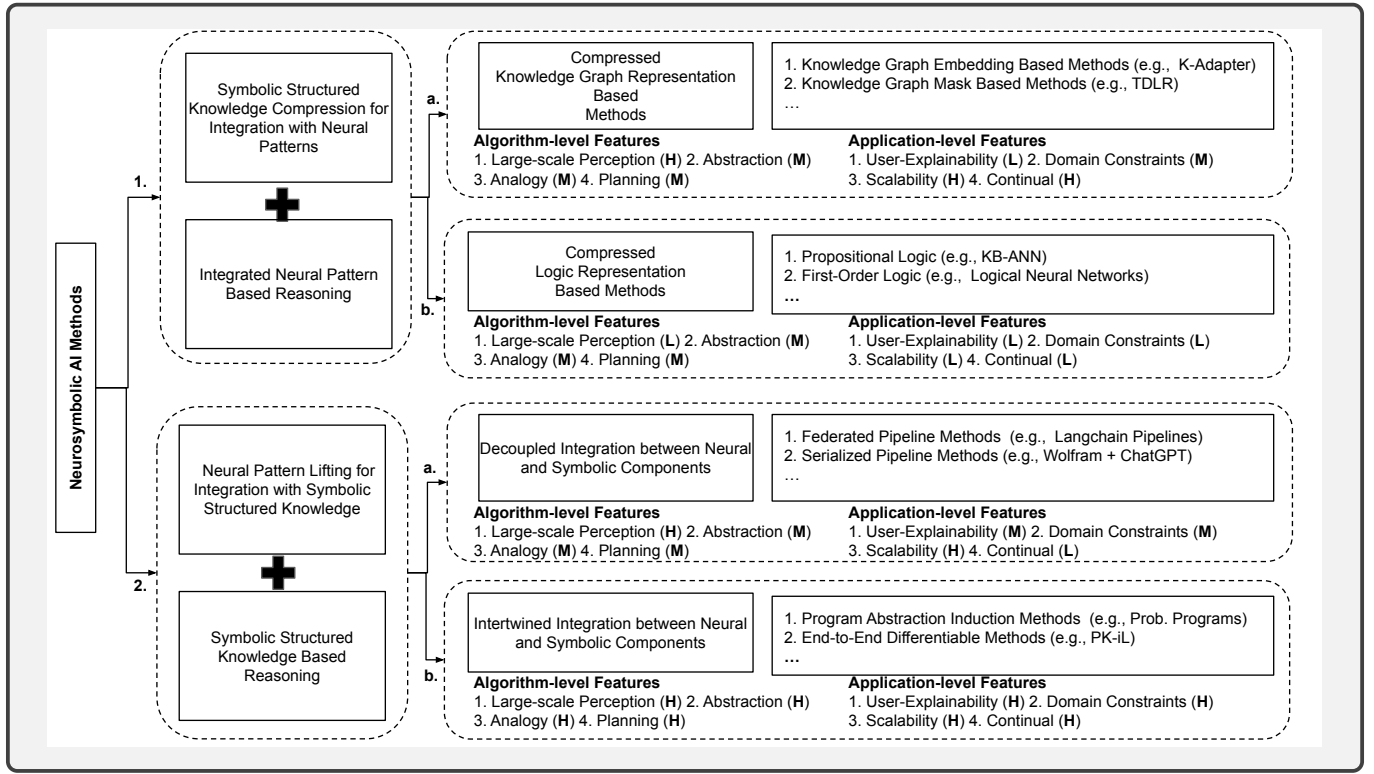 Neurosymbolic AI Methods
1.
Symbolic Structured
Knowledge Compression for
Integration with Neural
Patterns
Integrated Neural Pattern
Based Reasoning
a.
Compressed
Knowledge Graph Representation
Based
Methods
1. Knowledge Graph Embedding Based Methods (e.g., K-Adapter)
2. Knowledge Graph Mask Based Methods (e.g., TDLR)
...
Algorithm-level Features
1. Large-scale Perception (H) 2. Abstraction (M)
3. Analogy (M) 4. Planning (M)
Application-level Features
1. User-Explainability (L) 2. Domain Constraints (M)
3. Scalability (H) 4. Continual (H)
b.
Compressed
Logic Representation
Based Methods
1. Propositional Logic (e.g., KB-ANN)
2. First-Order Logic (e.g., Logical Neural Networks)
...
Algorithm-level Features
1. Large-scale Perception (L) 2. Abstraction (M)
3. Analogy (M) 4. Planning (M)
Application-level Features
1. User-Explainability (L) 2. Domain Constraints (L)
3. Scalability (L) 4. Continual (L)
2.
Neural Pattern Lifting for
Integration with Symbolic
Structured Knowledge
Symbolic Structured
Knowledge Based
Reasoning
a.
Decoupled Integration between Neural
and Symbolic Components
1. Federated Pipeline Methods (e.g., Langchain Pipelines)
2. Serialized Pipeline Methods (e.g., Wolfram + ChatGPT)
...
Algorithm-level Features
1. Large-scale Perception (H) 2. Abstraction (M)
3. Analogy (M) 4. Planning (M)
Application-level Features
1. User-Explainability (M) 2. Domain Constraints (M)
3. Scalability (H) 4. Continual (L)
b.
Intertwined Integration between Neural
and Symbolic Components
1. Program Abstraction Induction Methods (e.g., Prob. Programs)
2. End-to-End Differentiable Methods (e.g., PK-iL)
...
Algorithm-level Features
1. Large-scale Perception (H) 2. Abstraction (H)
3. Analogy (H) 4. Planning (H)
Application-level Features
1. User-Explainability (H) 2. Domain Constraints (H)
3. Scalability (H) 4. Continual (H)